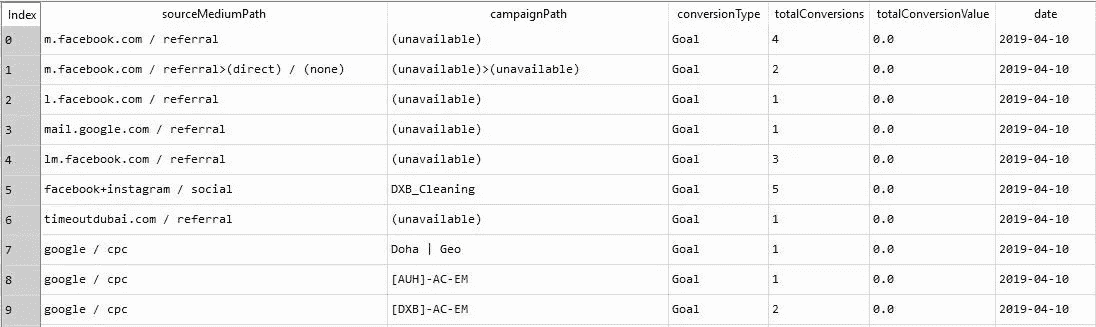 Index sourceMediumPath campaignPath conversionType totalConversions totalConversionValue date
0 m.facebook.com / referral (unavailable) Goal 4 0.0 2019-04-10
1 m.facebook.com / referral>(direct) / (none) (unavailable)>(unavailable) Goal 2 0.0 2019-04-10
2 l.facebook.com / referral (unavailable) Goal 1 0.0 2019-04-10
3 mail.google.com / referral (unavailable) Goal 1 0.0 2019-04-10
4 lm.facebook.com / referral (unavailable) Goal 3 0.0 2019-04-10
5 facebook+instagram / social DXB_Cleaning Goal 5 0.0 2019-04-10
6 timeoutdubai.com / referral (unavailable) Goal 1 0.0 2019-04-10
7 google / cpc Doha | Geo Goal 1 0.0 2019-04-10
8 google / cpc [AUH]-AC-EM Goal 1 0.0 2019-04-10
9 google / cpc [DXB]-AC-EM Goal 2 0.0 2019-04-10